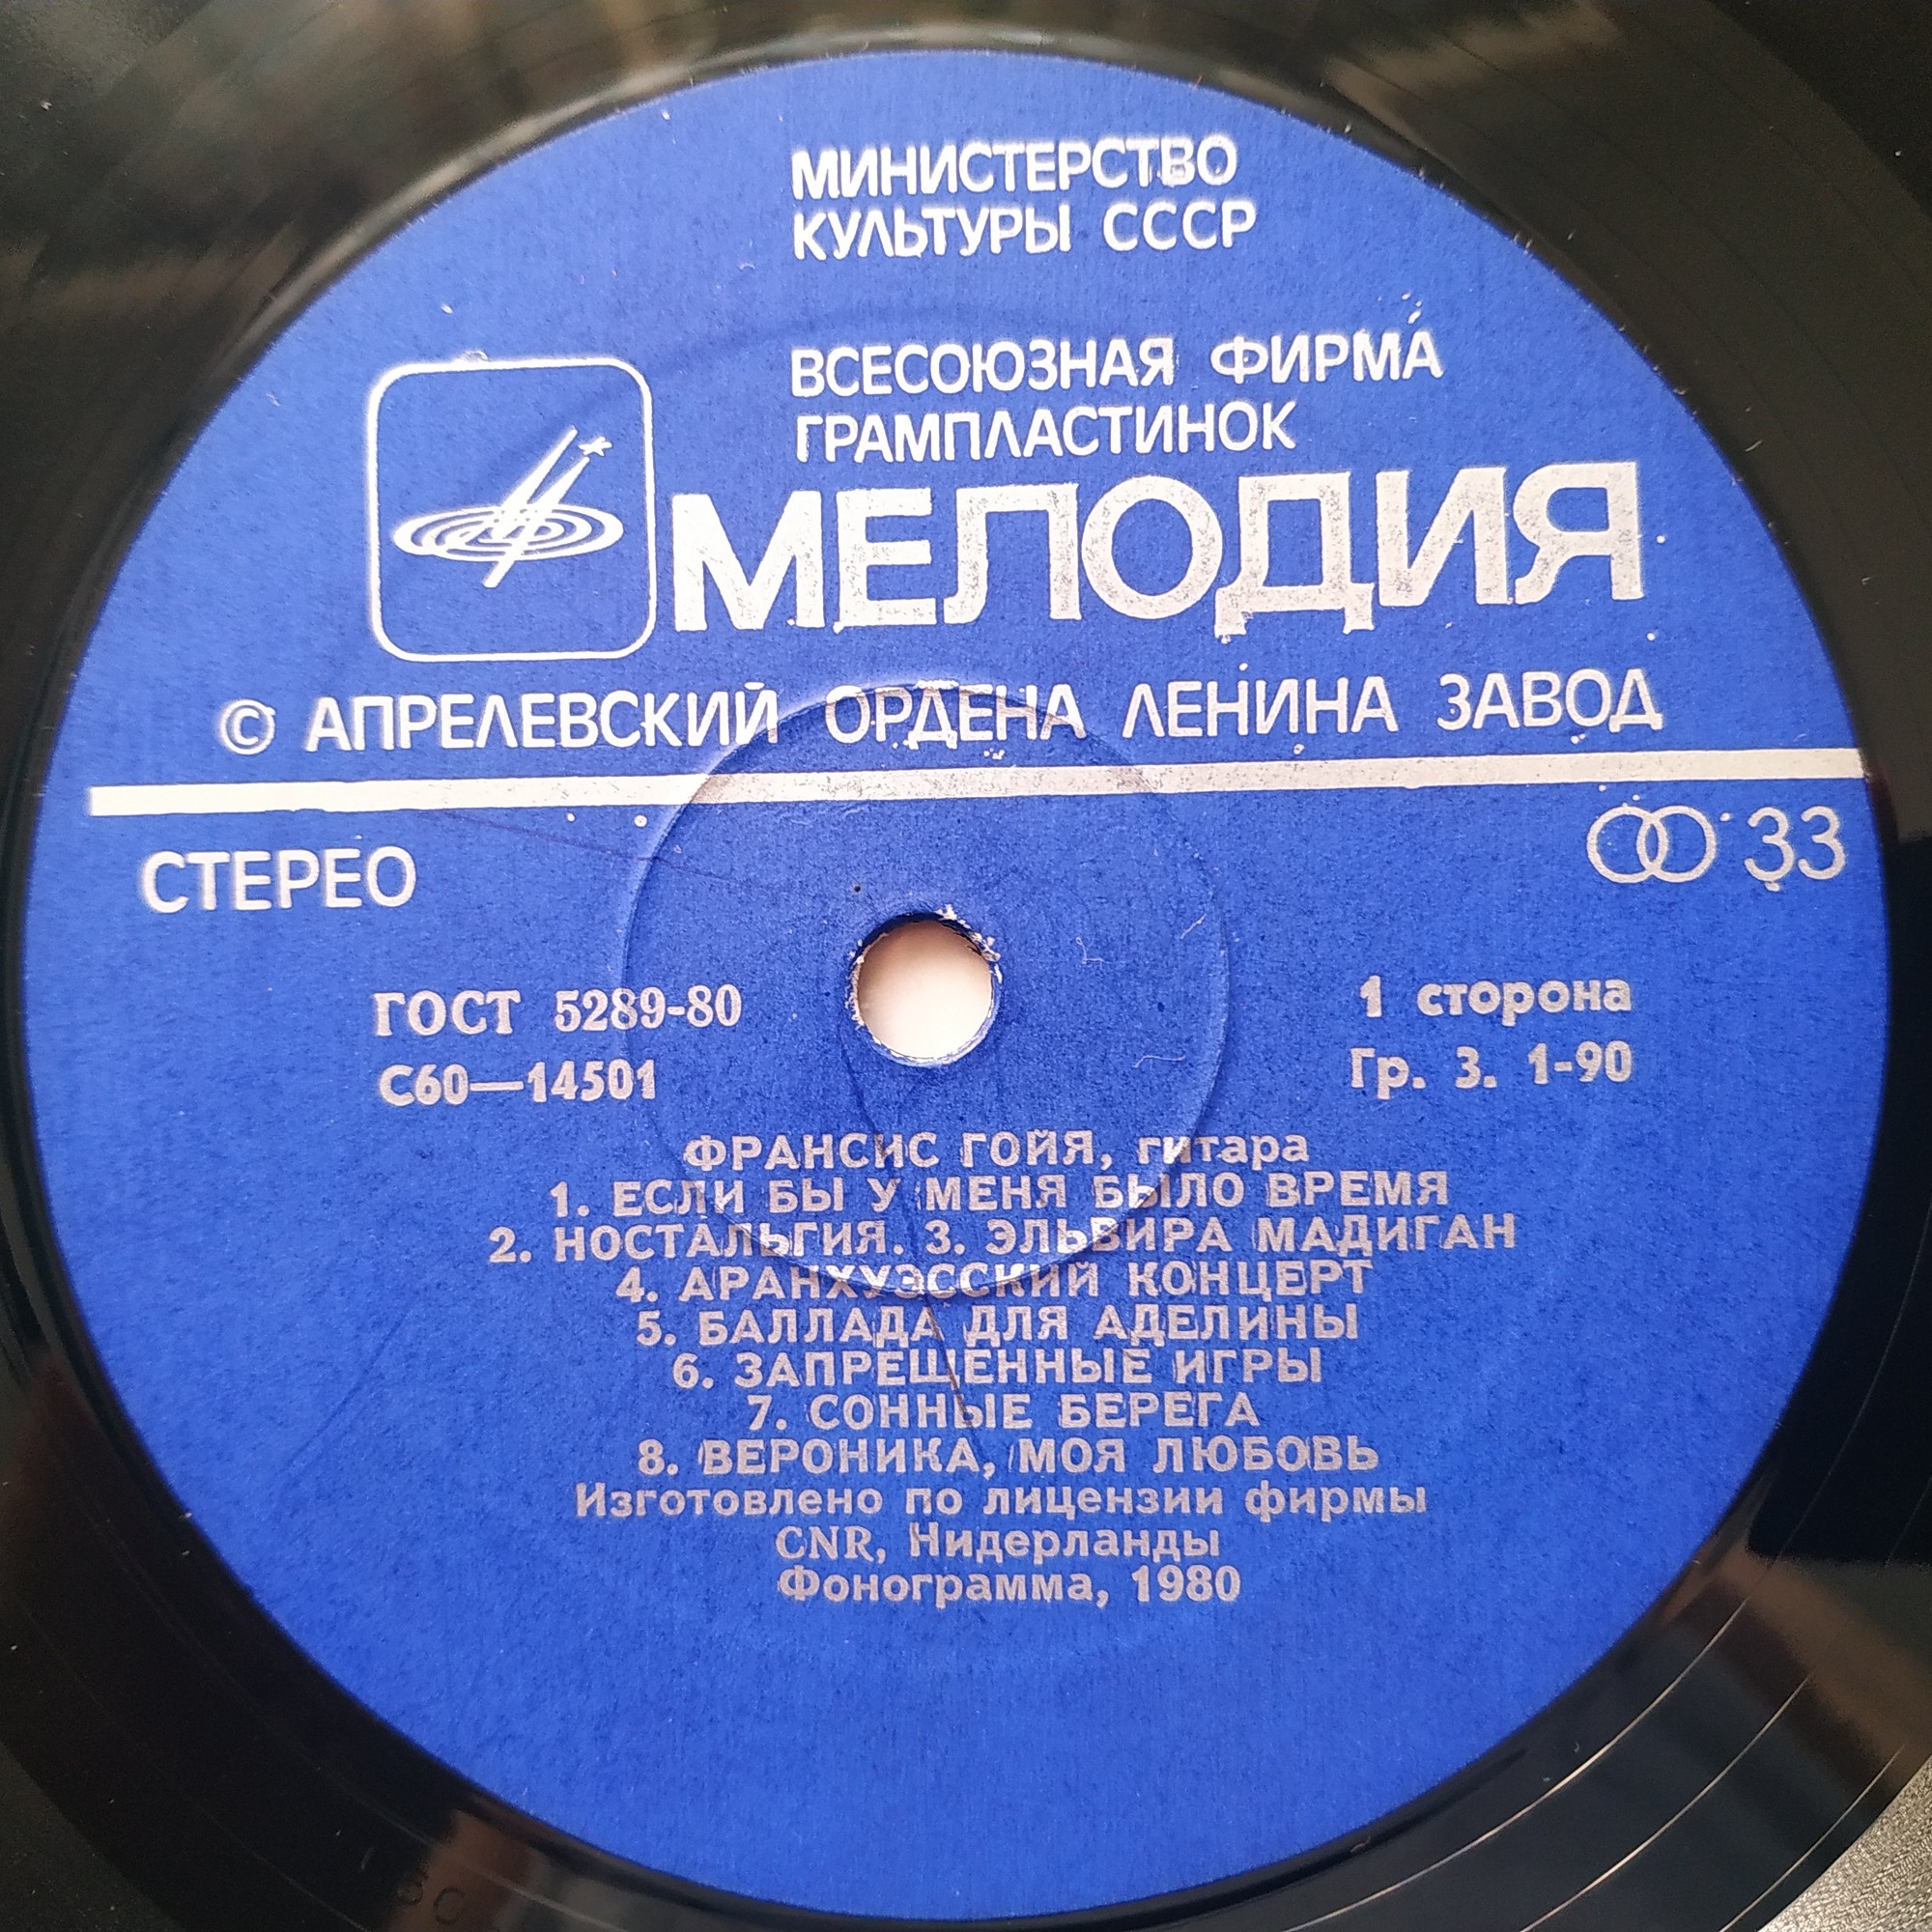 МИНИСТЕРСТВО
КУЛЬТУРЫ СССР
ВСЕСОЮЗНАЯ ФИРМА
ГРАМПЛАСТИНОК
МЕЛОДИЯ
© АПРЕЛЕВСКИЙ ОРДЕНА ЛЕНИНА ЗАВОД
СТЕРЕО
33
ГОСТ 5289-80
1 сторона
С60—14501
Гр. 3. 1-90
ФРАНСИС ГОЙЯ, гитара
1. ЕСЛИ БЫ У МЕНЯ БЫЛО ВРЕМЯ
2. НОСТАЛЬГИЯ. 3. ЭЛЬВИРА МАДИГАН
4. АРАНХУЭССКИЙ КОНЦЕРТ
5. БАЛЛАДА ДЛЯ АДЕЛИНЫ
6. ЗАПРЕЩЕННЫЕ ИГРЫ
7. СОННЫЕ БЕРЕГА
8. ВЕРОНИКА, МОЯ ЛЮБОВЬ
Изготовлено по лицензии фирмы
CNR, Нидерланды
Фонограмма, 1980